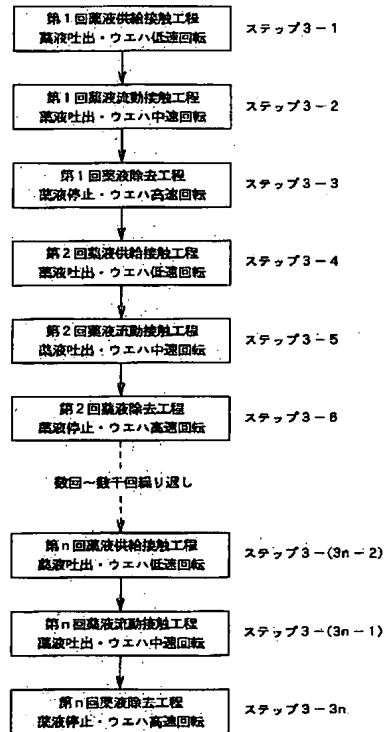 第1回薬液供給接触工程
薬液吐出・ウエハ低速回転
ステップ3-1
第1回薬液流動接触工程
薬液吐出・ウエハ中速回転
ステップ3-2
第1回薬液除去工程
薬液停止・ウエハ高速回転
ステップ3-3
第2回薬液供給接触工程
薬液吐出・ウエハ低速回転
ステップ3-4
第2回薬液流動接触工程
薬液吐出・ウエハ中速回転
ステップ3-5
第2回薬液除去工程
薬液停止・ウエハ高速回転
ステップ3-6
数回~数千回繰り返し
第n回薬液供給接触工程
薬液吐出・ウエハ低速回転
ステップ3-(3n-2)
第n回薬液流動接触工程
薬液吐出・ウエハ中速回転
ステップ3-(3n-1)
第n回薬液除去工程
薬液停止・ウエハ高速回転
ステップ3-3n